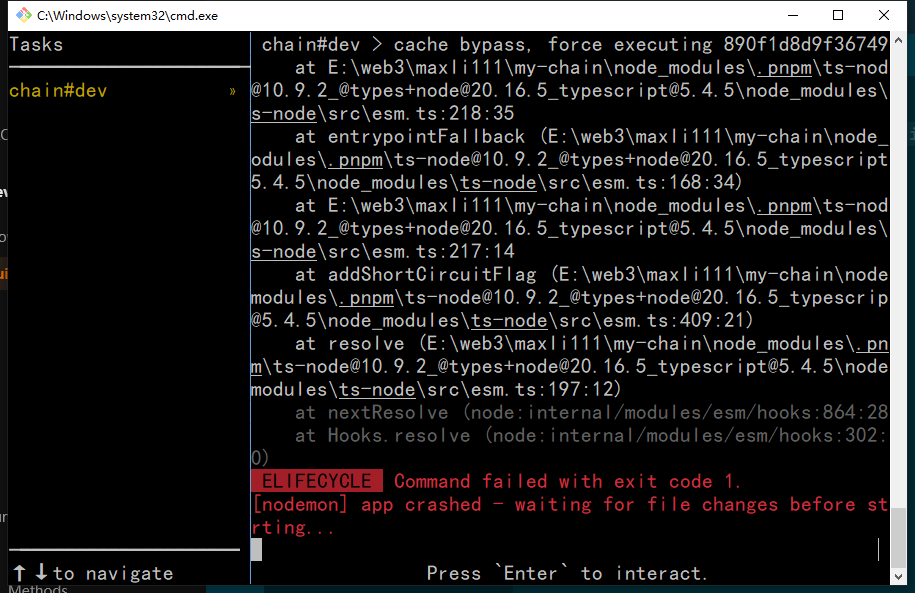 C:\Windows\system32\cmd.exe
Tasks
chain#dev »
↑ ↓ to navigate
chain#dev > cache bypass, force executing 890f1d8d9f36749
at E:\web3\maxli111\my-chain\node_modules\.pnpm\ts-nod
@10.9.2_@types+node@20.16.5_typescript@5.4.5\node_modules\
s-node\src\esm.ts:218:35
at entrypointFallback (E:\web3\maxli111\my-chain\node_
odules\.pnpm\ts-node@10.9.2_@types+node@20.16.5_typescript
5.4.5\node_modules\ts-node\src\esm.ts:168:34)
at E:\web3\maxli111\my-chain\node_modules\.pnpm\ts-nod
@10.9.2_@types+node@20.16.5_typescript@5.4.5\node_modules\
s-node\src\esm.ts:217:14
at addShortCircuitFlag (E:\web3\maxli111\my-chain\node
modules\.pnpm\ts-node@10.9.2_@types+node@20.16.5_typescrip
@5.4.5\node_modules\ts-node\src\esm.ts:409:21)
at resolve (E:\web3\maxli111\my-chain\node_modules\.pn
m\ts-node@10.9.2_@types+node@20.16.5_typescript@5.4.5\node
modules\ts-node\src\esm.ts:197:12)
at nextResolve (node:internal/modules/esm/hooks:864:28
at Hooks.resolve (node:internal/modules/esm/hooks:302:
0)
ELIFECYCLE Command failed with exit code 1.
[nodemon] app crashed - waiting for file changes before st
rting...
Press `Enter` to interact.
Methods